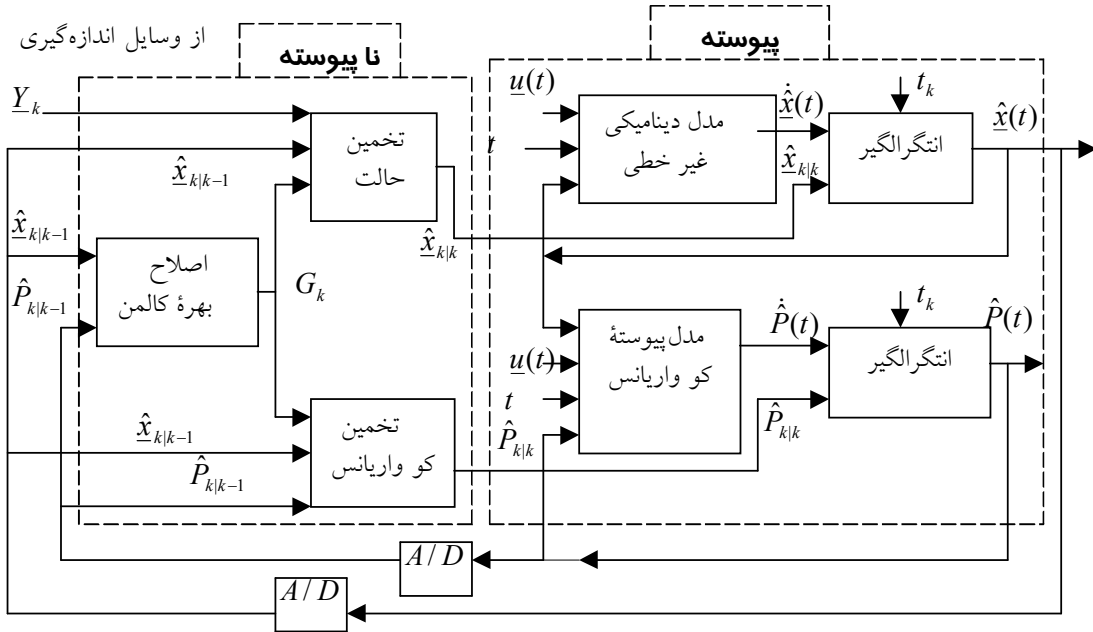 از وسایل اندازه‌گیری
نا پیوسته
پیوسته
Y_k
u(t)
t
x̂_{k|k-1}
تخمین
حالت
مدل دینامیکی
غیر خطی
ẋ̂(t)
x̂_{k|k}
t_k
انتگرالگیر
x̂(t)
x̂_{k|k-1}
P̂_{k|k-1}
اصلاح
بهرهٔ کالمن
G_k
x̂_{k|k}
u(t)
t
P̂_{k|k}
مدل پیوستهٔ
کو واریانس
Ṗ̂(t)
P̂_{k|k}
t_k
انتگرالگیر
P̂(t)
x̂_{k|k-1}
P̂_{k|k-1}
تخمین
کو واریانس
A/D
A/D